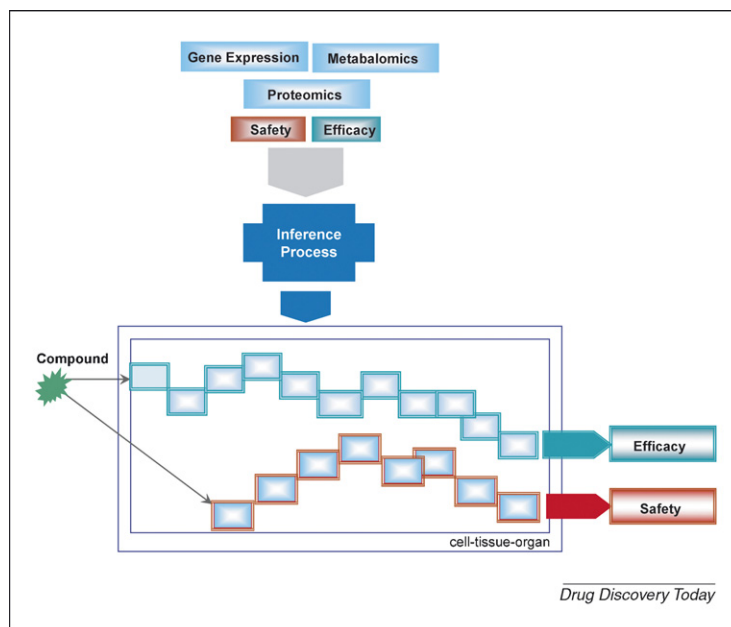 Gene Expression
Metabalomics
Proteomics
Safety
Efficacy
Inference
Process
Compound
Efficacy
Safety
cell-tissue-organ
Drug Discovery Today